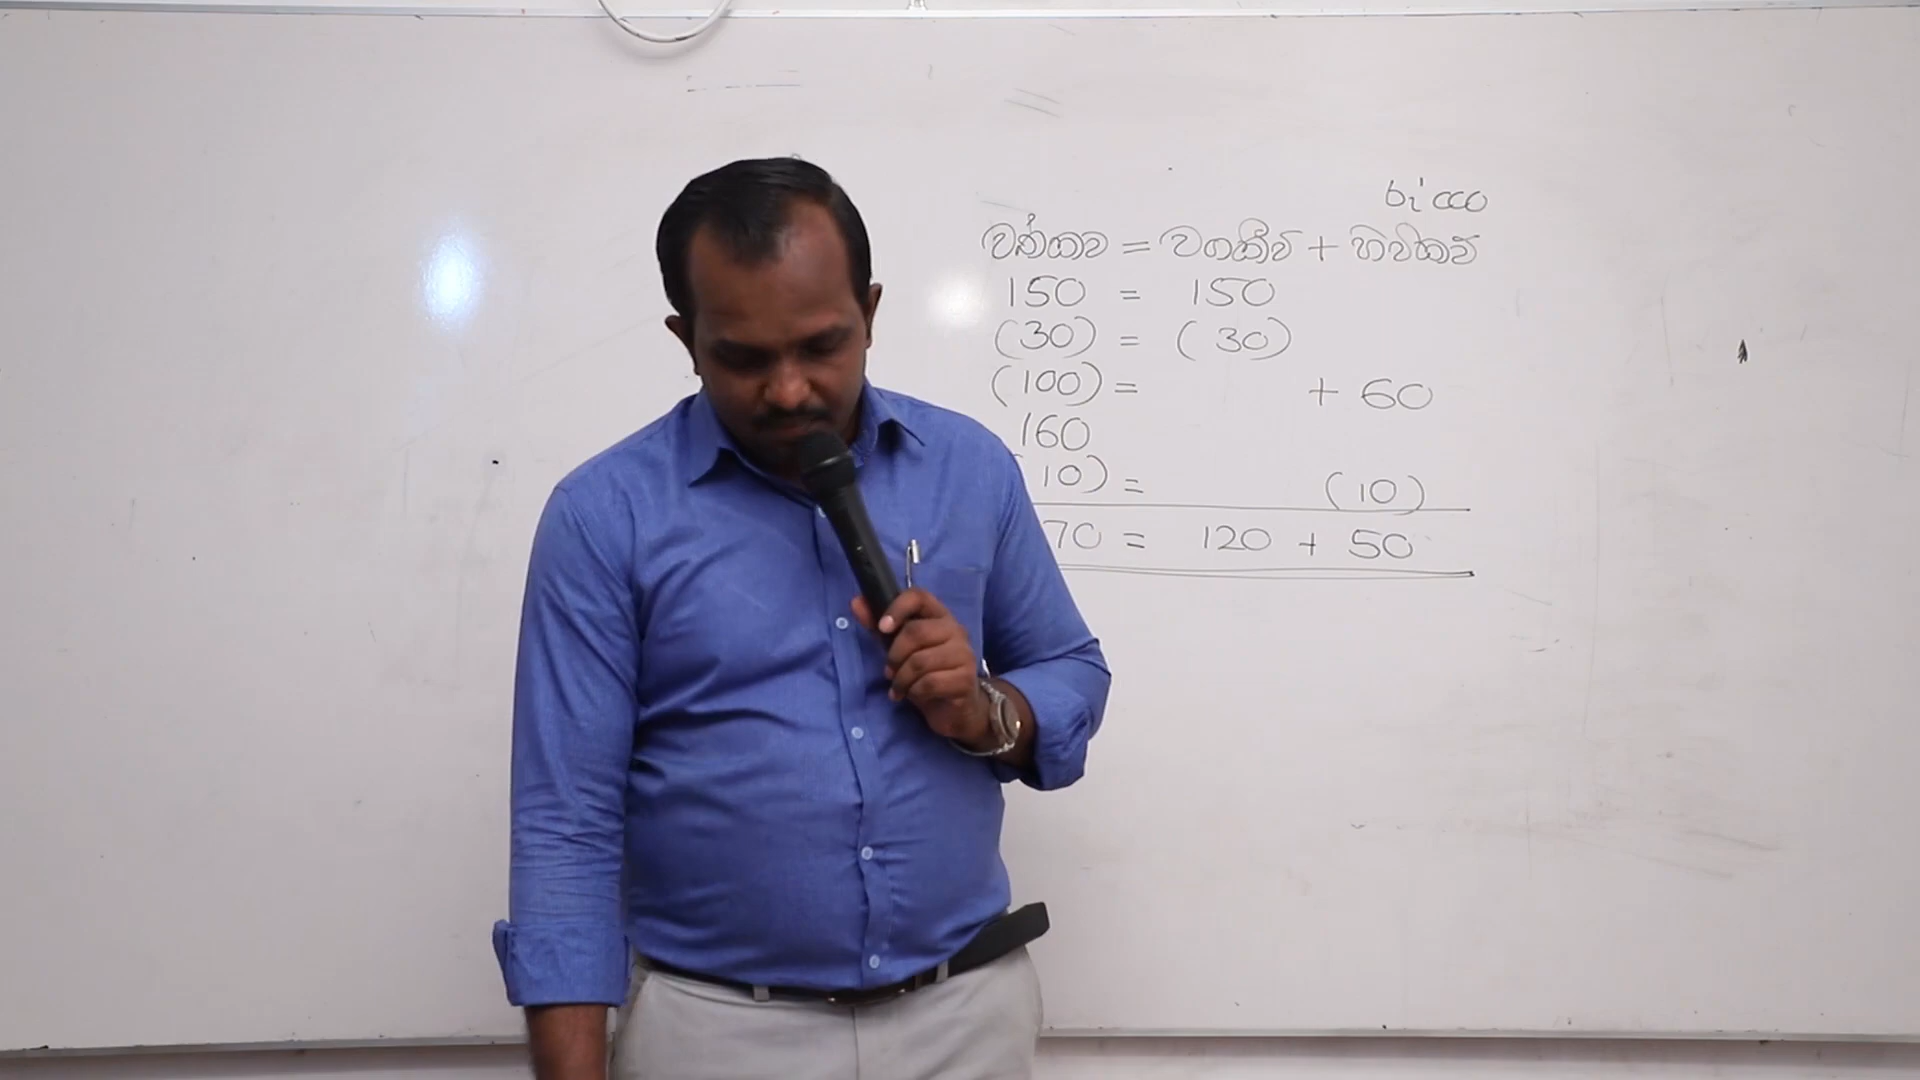 රු' 000
වත්කම් = වගකීම් + හිමිකම්
150 = 150
(30) = (30)
(100) = + 60
160
10) = (10)
70 = 120 + 50